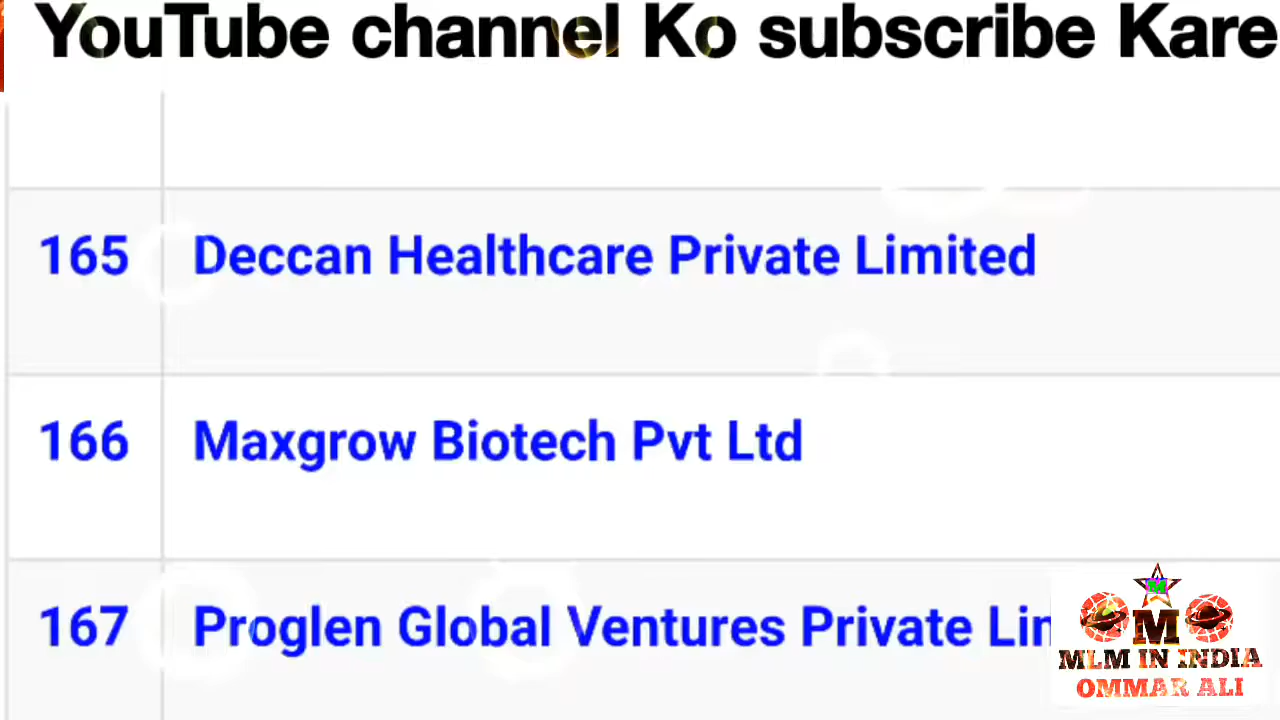 YouTube channel Ko subscribe Kare
165 Deccan Healthcare Private Limited
166 Maxgrow Biotech Pvt Ltd
167 Proglen Global Ventures Private
M
M
MLM IN INDIA
OMMAR ALI